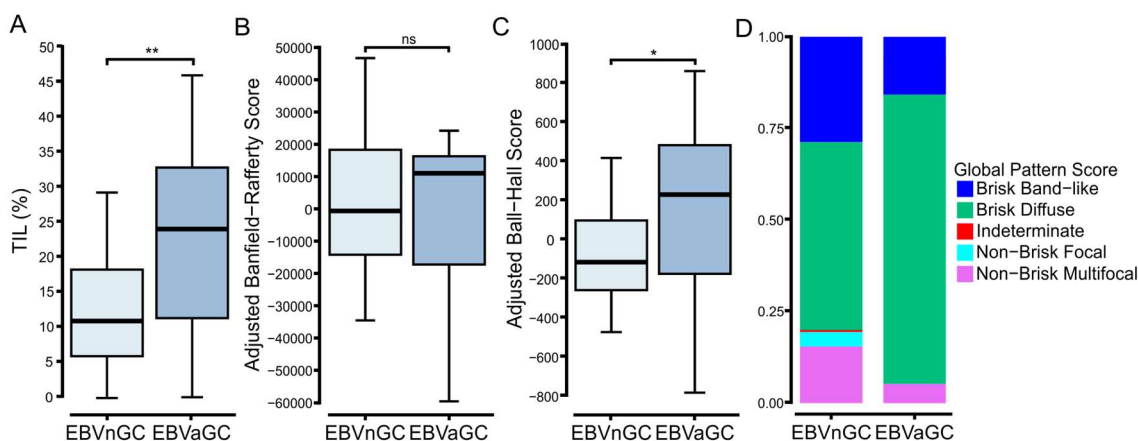 A
TIL (%)
50
45
40
35
30
25
20
15
10
5
0
**
EBVnGC EBVaGC
B
Adjusted Banfield-Rafferty Score
50000
40000
30000
20000
10000
0
−10000
−20000
−30000
−40000
−50000
−60000
ns
EBVnGC EBVaGC
C
Adjusted Ball-Hall Score
1000
800
600
400
200
0
−200
−400
−600
−800
*
EBVnGC EBVaGC
D
1.00
0.75
0.50
0.25
0.00
EBVnGC EBVaGC
Global Pattern Score
Brisk Band-like
Brisk Diffuse
Indeterminate
Non-Brisk Focal
Non-Brisk Multifocal